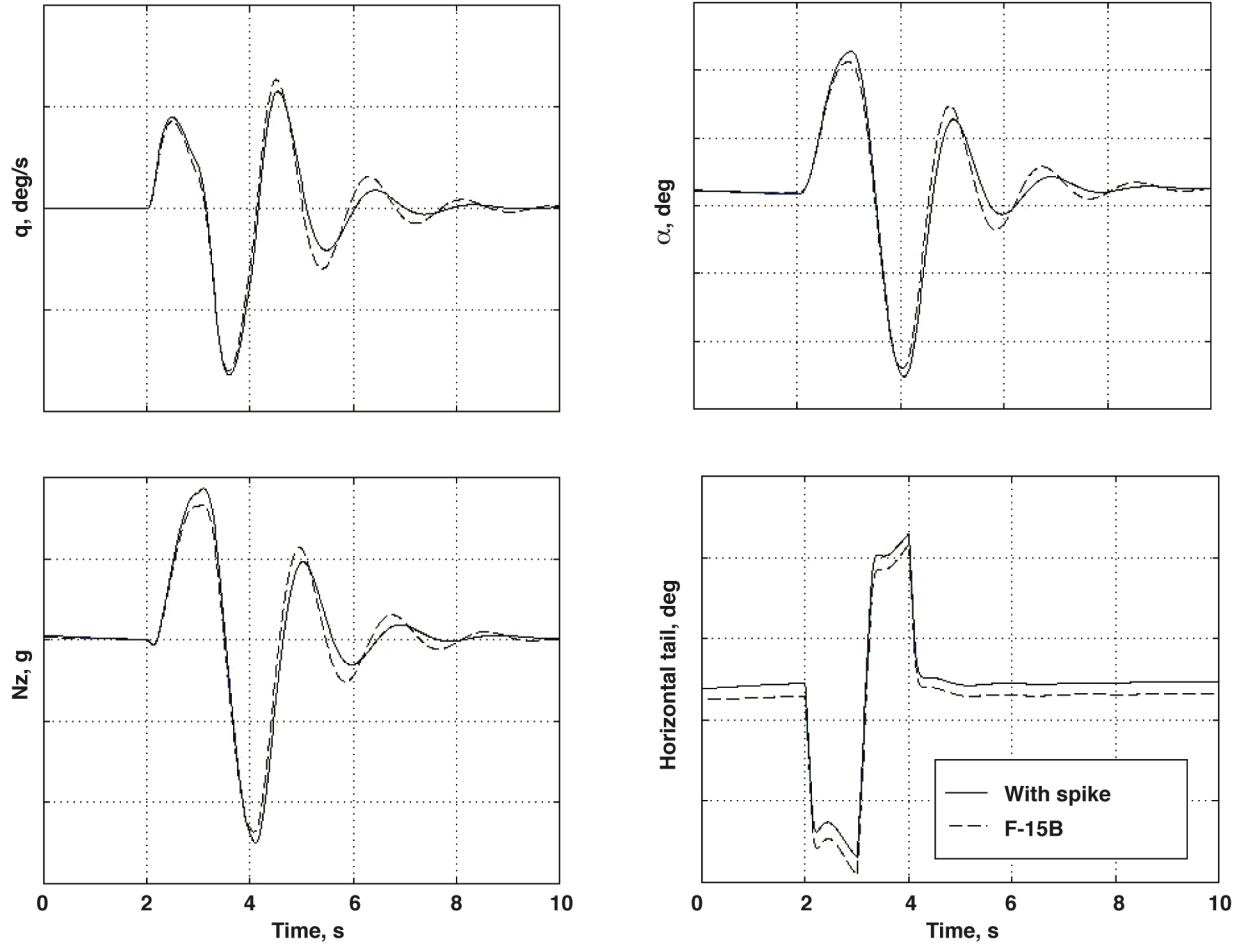 q, deg/s
α, deg
Nz, g
Horizontal tail, deg
With spike
F-15B
0 2 4 6 8 10
Time, s
0 2 4 6 8 10
Time, s